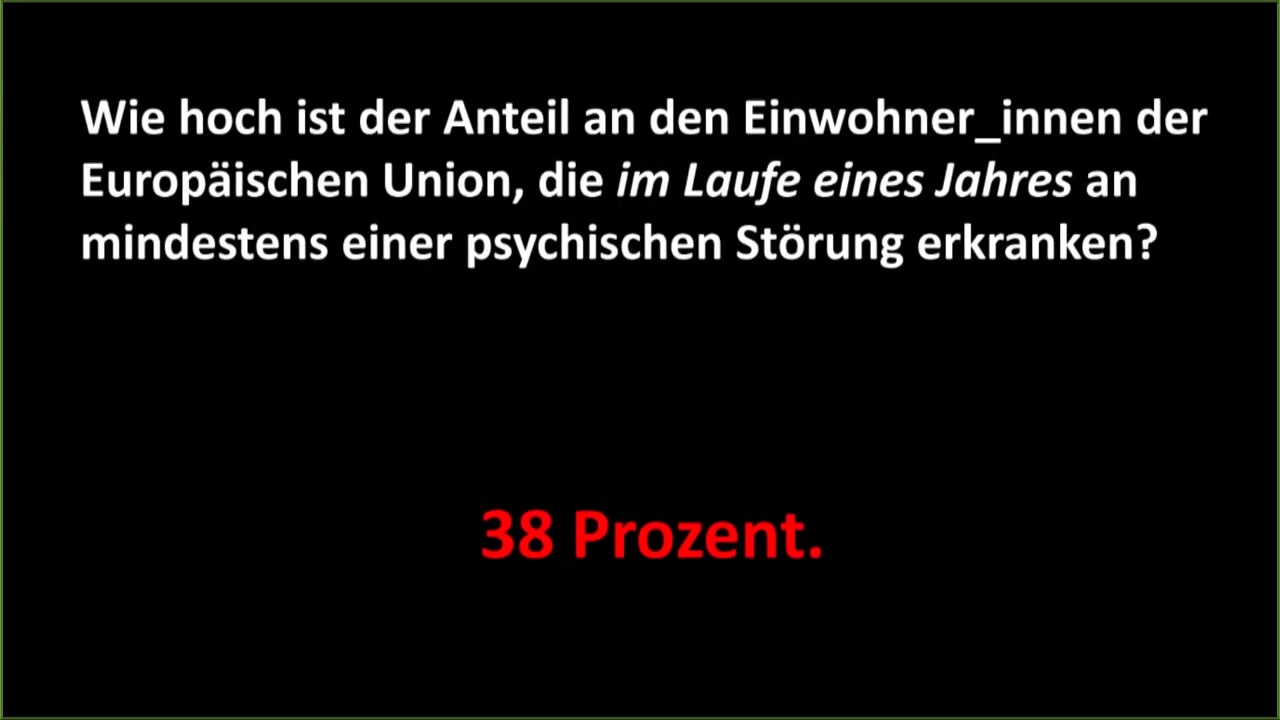 Wie hoch ist der Anteil an den Einwohner_innen der
Europäischen Union, die im Laufe eines Jahres an
mindestens einer psychischen Störung erkranken?
38 Prozent.